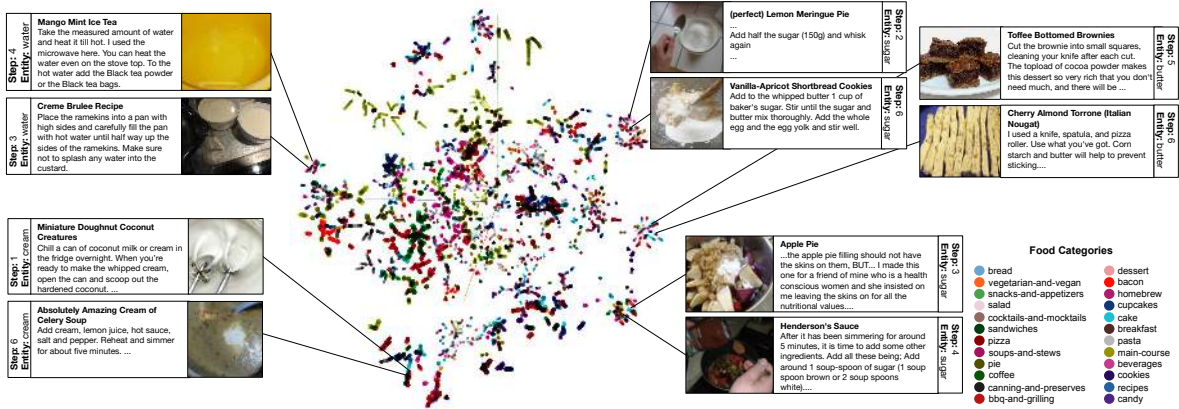 Step: 4
Entity: water
Mango Mint Ice Tea
Take the measured amount of water
and heat it till hot. I used the
microwave here. You can heat the
water even on the stove top. To the
hot water add the Black tea powder
or the Black tea bags.
Step: 3
Entity: water
Creme Brulee Recipe
Place the ramekins into a pan with
high sides and carefully fill the pan
with hot water until half way up the
sides of the ramekins. Make sure
not to splash any water into the
custard.
Step: 1
Entity: cream
Miniature Doughnut Coconut
Creatures
Chill a can of coconut milk or cream in
the fridge overnight. When you're
ready to make the whipped cream,
open the can and scoop out the
hardened coconut. ...
Step: 6
Entity: cream
Absolutely Amazing Cream of
Celery Soup
Add cream, lemon juice, hot sauce,
salt and pepper. Reheat and simmer
for about five minutes. ...
(perfect) Lemon Meringue Pie
...
Add half the sugar (150g) and whisk
again
...
Step: 2
Entity: sugar
Vanilla-Apricot Shortbread Cookies
Add to the whipped butter 1 cup of
baker's sugar. Stir until the sugar and
butter mix thoroughly. Add the whole
egg and the egg yolk and stir well.
Step: 6
Entity: sugar
Toffee Bottomed Brownies
Cut the brownie into small squares,
cleaning your knife after each cut.
The topload of cocoa powder makes
this dessert so very rich that you don't
need much, and there will be ...
Step: 5
Entity: butter
Cherry Almond Torrone (Italian
Nougat)
I used a knife, spatula, and pizza
roller. Use what you've got. Corn
starch and butter will help to prevent
sticking....
Step: 6
Entity: butter
Apple Pie
...the apple pie filling should not have
the skins on them, BUT... I made this
one for a friend of mine who is a health
conscious women and she insisted on
me leaving the skins on for all the
nutritional values....
Step: 3
Entity: sugar
Henderson's Sauce
After it has been simmering for around
5 minutes, it is time to add some other
ingredients. Add all these being; Add
around 1 soup-spoon of sugar (1 soup
spoon brown or 2 soup spoons
white)....
Step: 4
Entity: sugar
Food Categories
bread
vegetarian-and-vegan
snacks-and-appetizers
salad
cocktails-and-mocktails
sandwiches
pizza
soups-and-stews
pie
coffee
canning-and-preserves
bbq-and-grilling
dessert
bacon
homebrew
cupcakes
cake
breakfast
pasta
main-course
beverages
cookies
recipes
candy